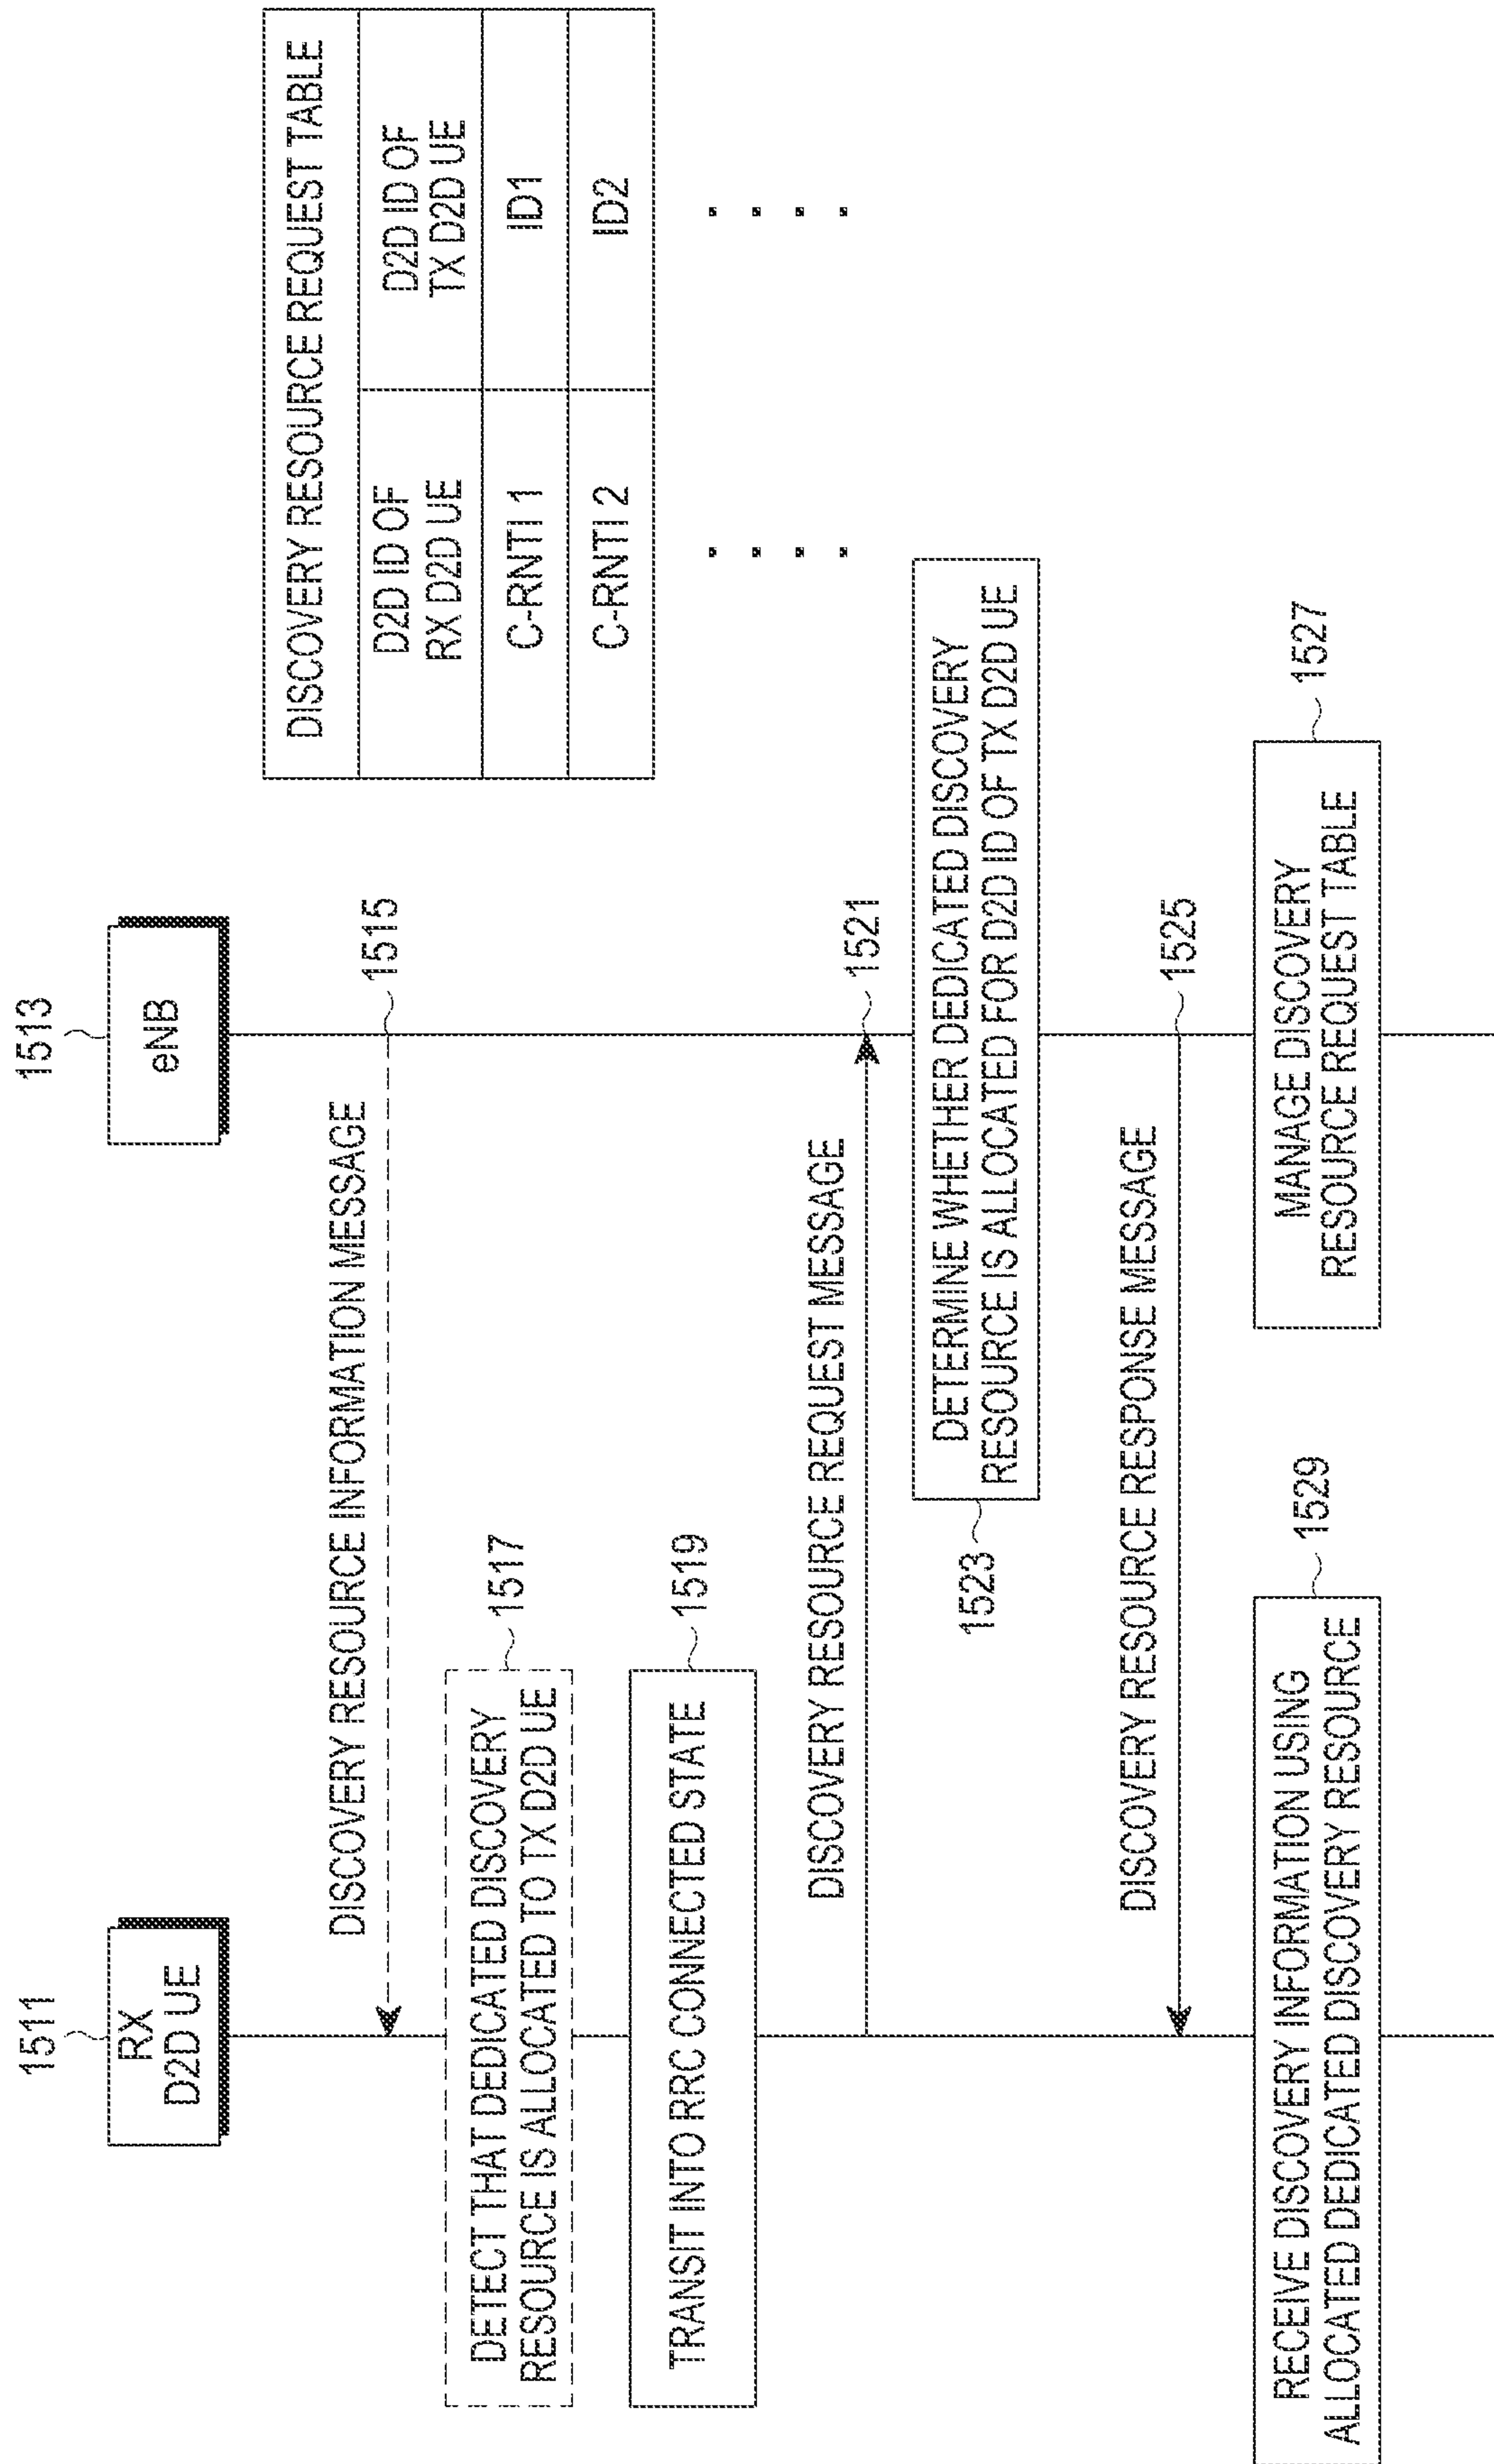 1511
RX
D2D UE
1513
eNB
DISCOVERY RESOURCE INFORMATION MESSAGE
1515
DISCOVERY RESOURCE REQUEST TABLE
D2D ID OF
RX D2D UE
D2D ID OF
TX D2D UE
C-RNTI 1
ID1
C-RNTI 2
ID2
DETECT THAT DEDICATED DISCOVERY
RESOURCE IS ALLOCATED TO TX D2D UE
1517
TRANSIT INTO RRC CONNECTED STATE
1519
DISCOVERY RESOURCE REQUEST MESSAGE
1521
DETERMINE WHETHER DEDICATED DISCOVERY
RESOURCE IS ALLOCATED FOR D2D ID OF TX D2D UE
1523
DISCOVERY RESOURCE RESPONSE MESSAGE
1525
MANAGE DISCOVERY
RESOURCE REQUEST TABLE
1527
RECEIVE DISCOVERY INFORMATION USING
ALLOCATED DEDICATED DISCOVERY RESOURCE
1529